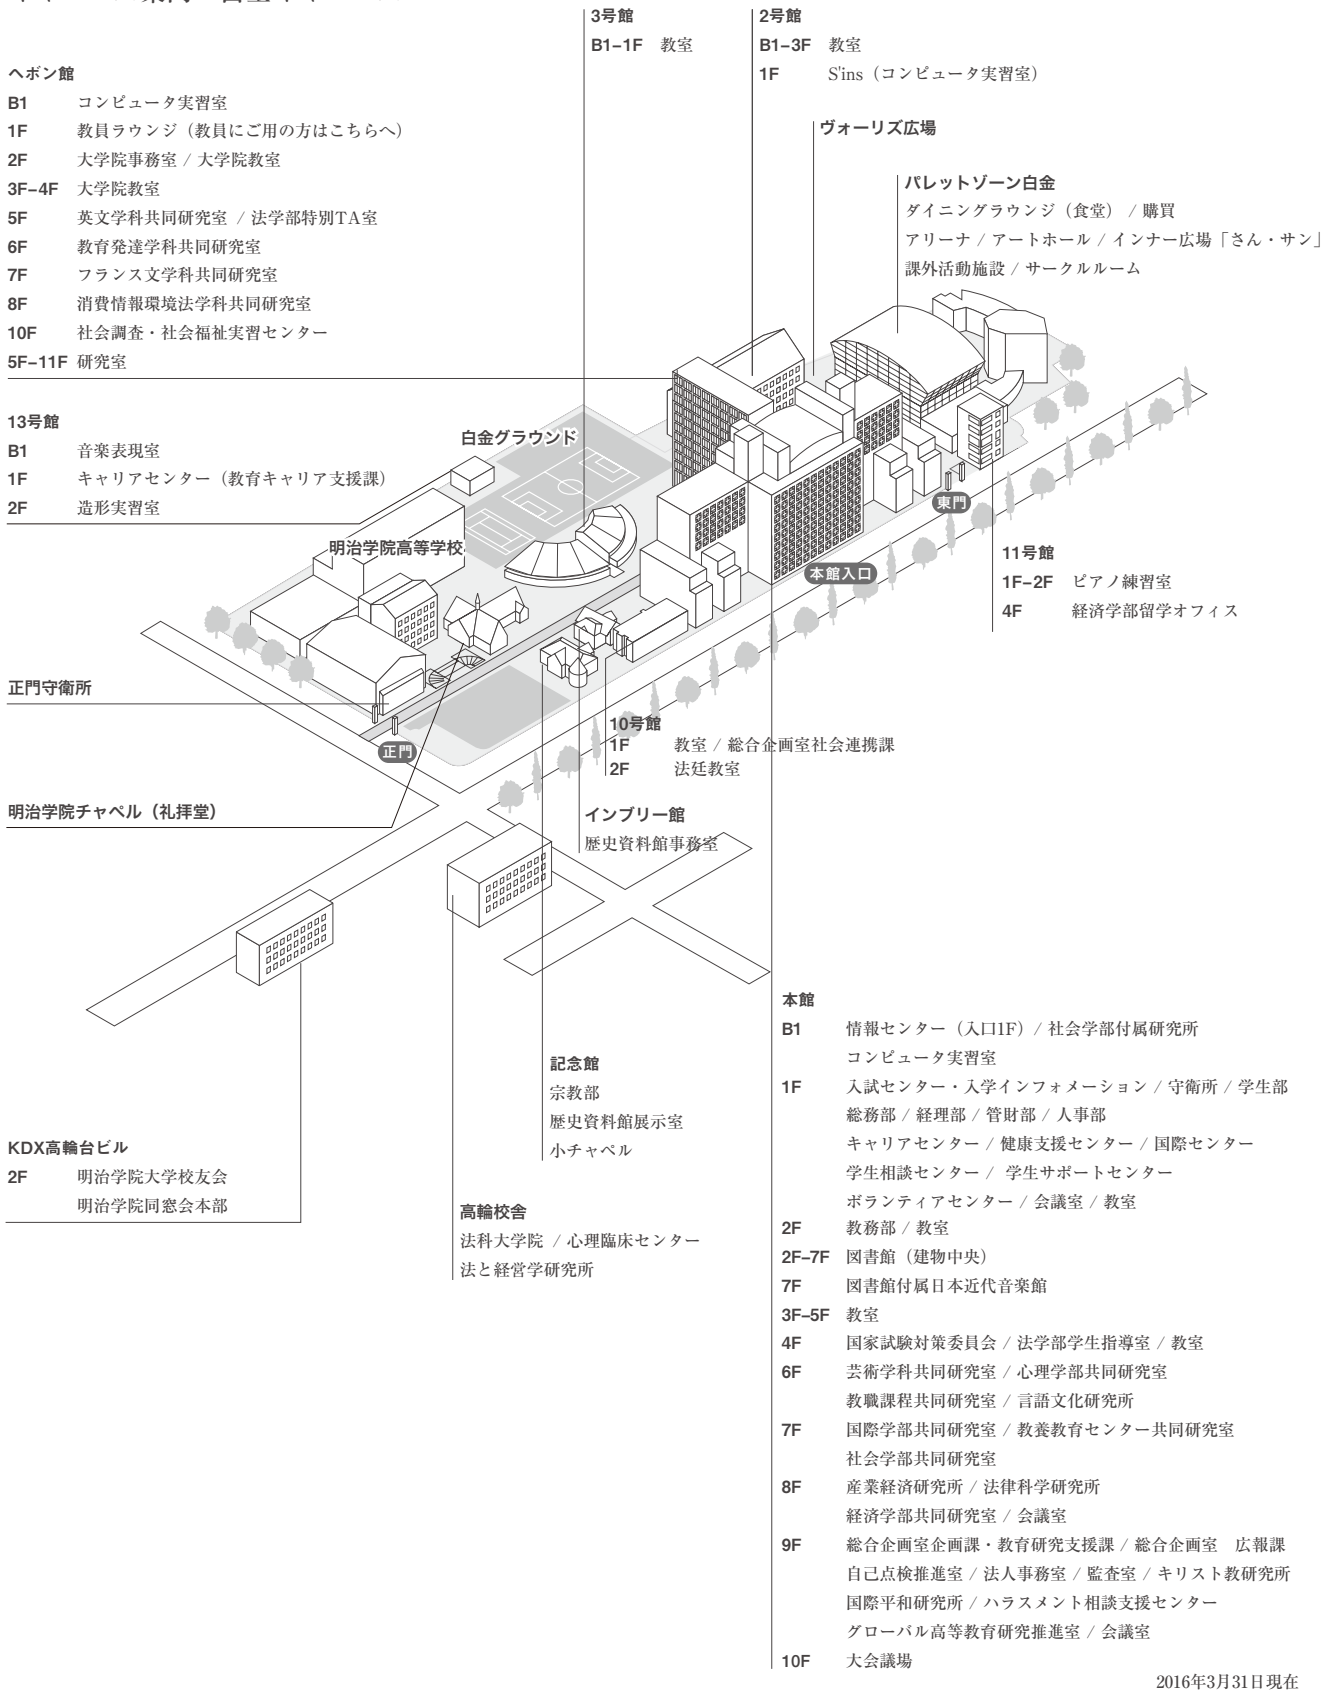 3号館
B1–1F 教室
2号館
B1–3F 教室
1F S'ins（コンピュータ実習室）
ヘボン館
B1 コンピュータ実習室
1F 教員ラウンジ（教員にご用の方はこちらへ）
2F 大学院事務室 / 大学院教室
3F–4F 大学院教室
5F 英文学科共同研究室 / 法学部特別TA室
6F 教育発達学科共同研究室
7F フランス文学科共同研究室
8F 消費情報環境法学科共同研究室
10F 社会調査・社会福祉実習センター
5F–11F 研究室
ヴォーリズ広場
パレットゾーン白金
ダイニングラウンジ（食堂） / 購買
アリーナ / アートホール / インナー広場「さん・サン」
課外活動施設 / サークルルーム
13号館
B1 音楽表現室
1F キャリアセンター（教育キャリア支援課）
2F 造形実習室
白金グラウンド
明治学院高等学校
東門
本館入口
11号館
1F–2F ピアノ練習室
4F 経済学部留学オフィス
正門守衛所
正門
10号館
1F 教室 / 総合企画室社会連携課
2F 法廷教室
明治学院チャペル（礼拝堂）
インブリー館
歴史資料館事務室
記念館
宗教部
歴史資料館展示室
小チャペル
KDX高輪台ビル
2F 明治学院大学校友会
明治学院同窓会本部
高輪校舎
法科大学院 / 心理臨床センター
法と経営学研究所
本館
B1 情報センター（入口1F）/ 社会学部付属研究所
コンピュータ実習室
1F 入試センター・入学インフォメーション / 守衛所 / 学生部
総務部 / 経理部 / 管財部 / 人事部
キャリアセンター / 健康支援センター / 国際センター
学生相談センター / 学生サポートセンター
ボランティアセンター / 会議室 / 教室
2F 教務部 / 教室
2F–7F 図書館（建物中央）
7F 図書館付属日本近代音楽館
3F–5F 教室
4F 国家試験対策委員会 / 法学部学生指導室 / 教室
6F 芸術学科共同研究室 / 心理学部共同研究室
教職課程共同研究室 / 言語文化研究所
7F 国際学部共同研究室 / 教養教育センター共同研究室
社会学部共同研究室
8F 産業経済研究所 / 法律科学研究所
経済学部共同研究室 / 会議室
9F 総合企画室企画課・教育研究支援課 / 総合企画室 広報課
自己点検推進室 / 法人事務室 / 監査室 / キリスト教研究所
国際平和研究所 / ハラスメント相談支援センター
グローバル高等教育研究推進室 / 会議室
10F 大会議場
2016年3月31日現在